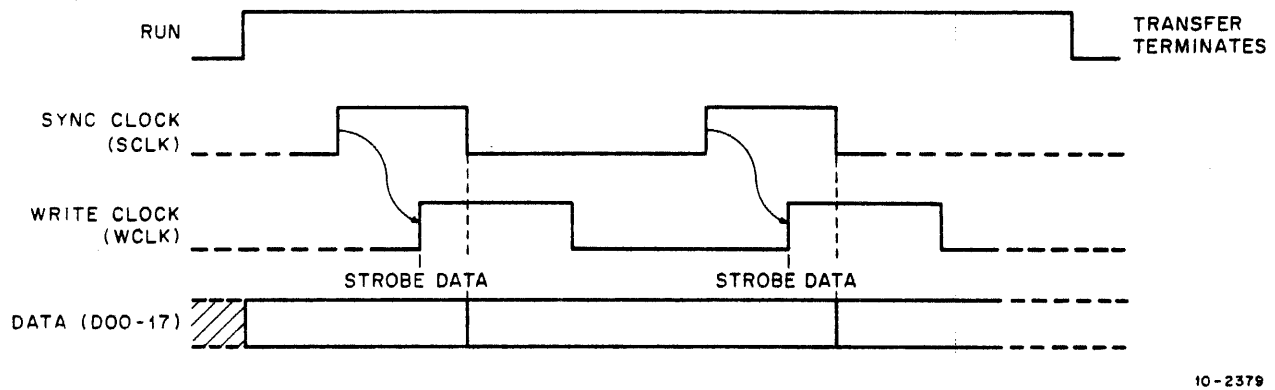 RUN
TRANSFER
TERMINATES
SYNC CLOCK
(SCLK)
WRITE CLOCK
(WCLK)
STROBE DATA
STROBE DATA
DATA (D00-17)
10-2379